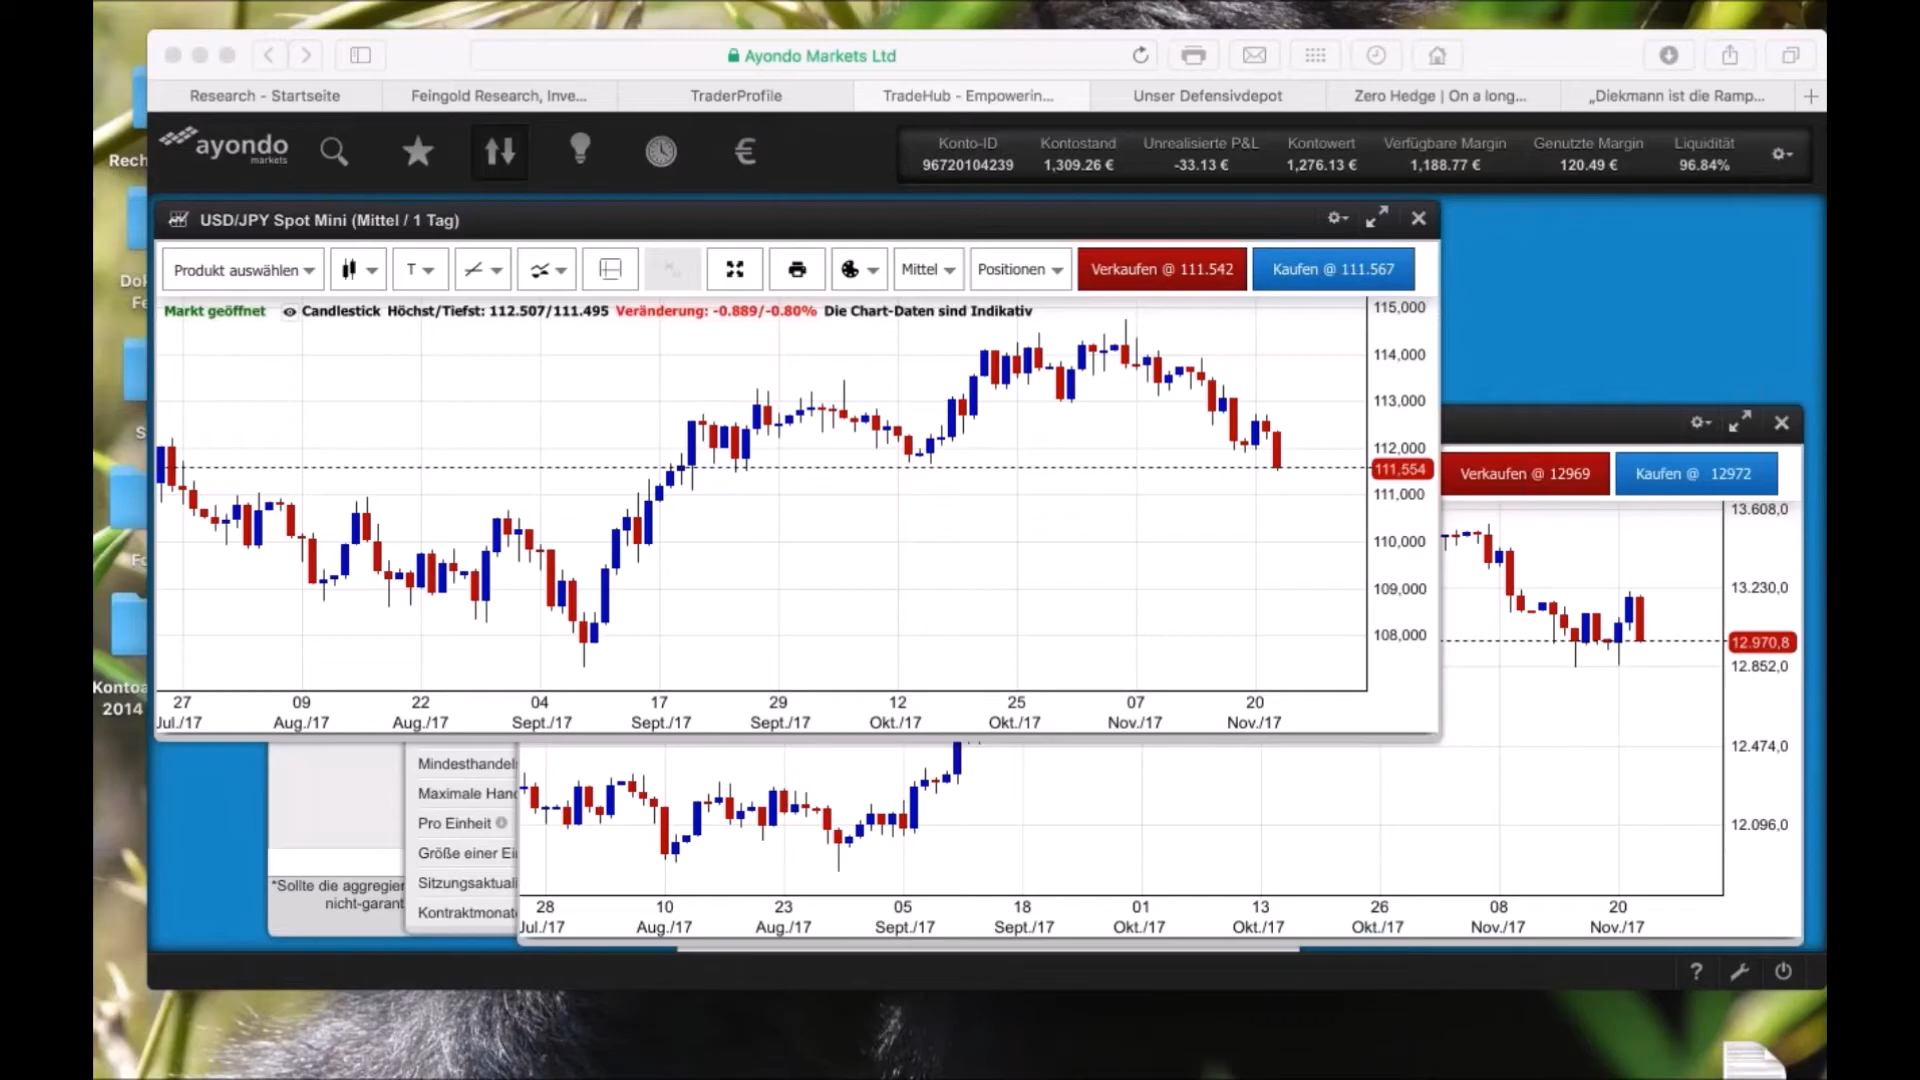 Ayondo Markets Ltd
Research - Startseite
Feingold Research, Inve...
TraderProfile
TradeHub - Empowerin...
Unser Defensivdepot
Zero Hedge | On a long...
„Diekmann ist die Ramp...
ayondo
markets
€
Konto-ID
96720104239
Kontostand
1,309.26 €
Unrealisierte P&L
-33.13 €
Kontowert
1,276.13 €
Verfügbare Margin
1,188.77 €
Genutzte Margin
120.49 €
Liquidität
96.84%
Rech
USD/JPY Spot Mini (Mittel / 1 Tag)
Produkt auswählen
T
Mittel
Positionen
Verkaufen @ 111.542
Kaufen @ 111.567
Markt geöffnet
Candlestick Höchst/Tiefst: 112.507/111.495 Veränderung: -0.889/-0.80% Die Chart-Daten sind Indikativ
Do
Fe
S
Fo
Kontoa
2014
115,000
114,000
113,000
112,000
111,554
111,000
110,000
109,000
108,000
27 09 22 04 17 29 12 25 07 20
Jul./17 Aug./17 Aug./17 Sept./17 Sept./17 Sept./17 Okt./17 Okt./17 Nov./17 Nov./17
Verkaufen @ 12969
Kaufen @ 12972
13.608,0
13.230,0
12.970,8
12.852,0
12.474,0
12.096,0
Mindesthandel
Maximale Hand
Pro Einheit
Größe einer Ei
Sitzungsaktuali
Kontraktmonat
*Sollte die aggregier
nicht-garant
28 10 23 05 18 01 13 26 08 20
Jul./17 Aug./17 Aug./17 Sept./17 Sept./17 Okt./17 Okt./17 Okt./17 Nov./17 Nov./17
?